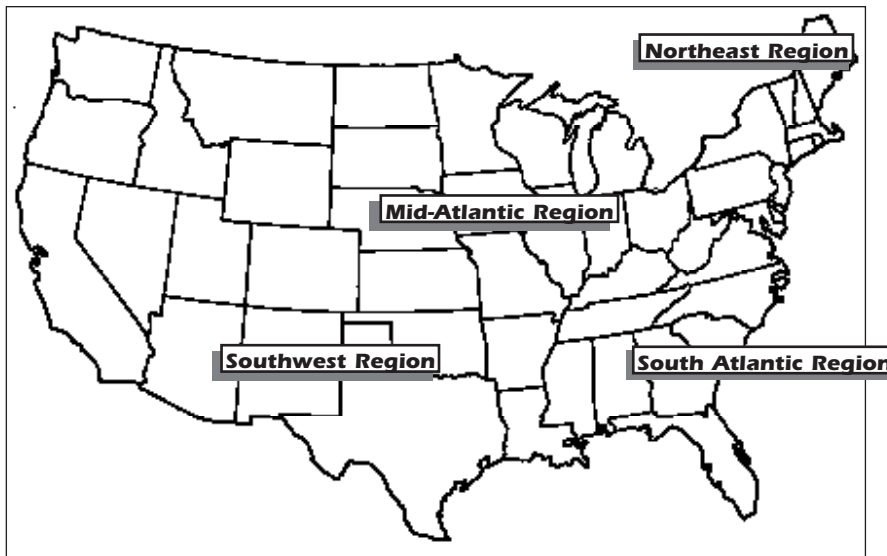 Northeast Region
Mid-Atlantic Region
Southwest Region
South Atlantic Region